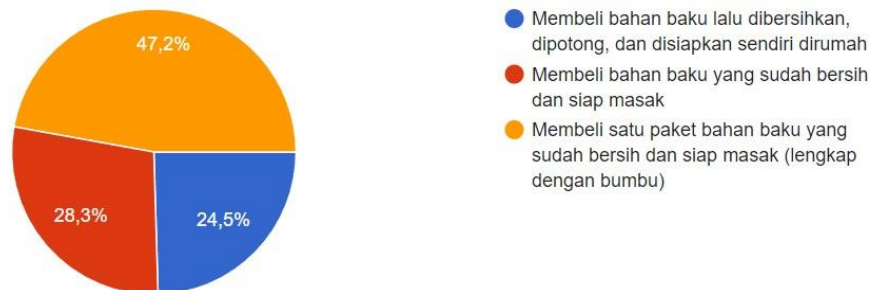 47,2%
28,3%
24,5%
Membeli bahan baku lalu dibersihkan,
dipotong, dan disiapkan sendiri dirumah
Membeli bahan baku yang sudah bersih
dan siap masak
Membeli satu paket bahan baku yang
sudah bersih dan siap masak (lengkap
dengan bumbu)